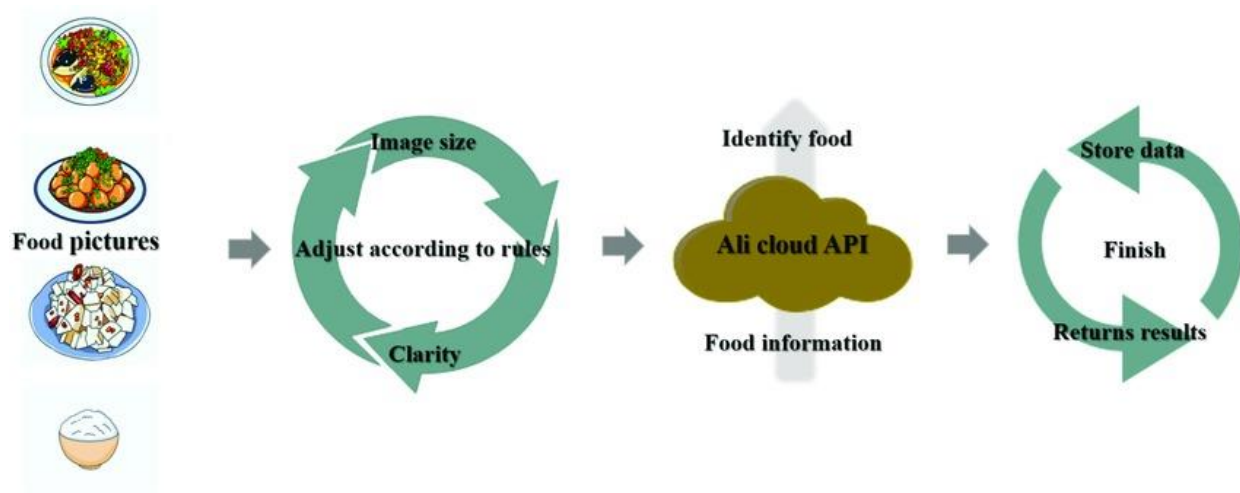 Food pictures
Image size
Adjust according to rules
Clarity
Identify food
Ali cloud API
Food information
Store data
Finish
Returns results